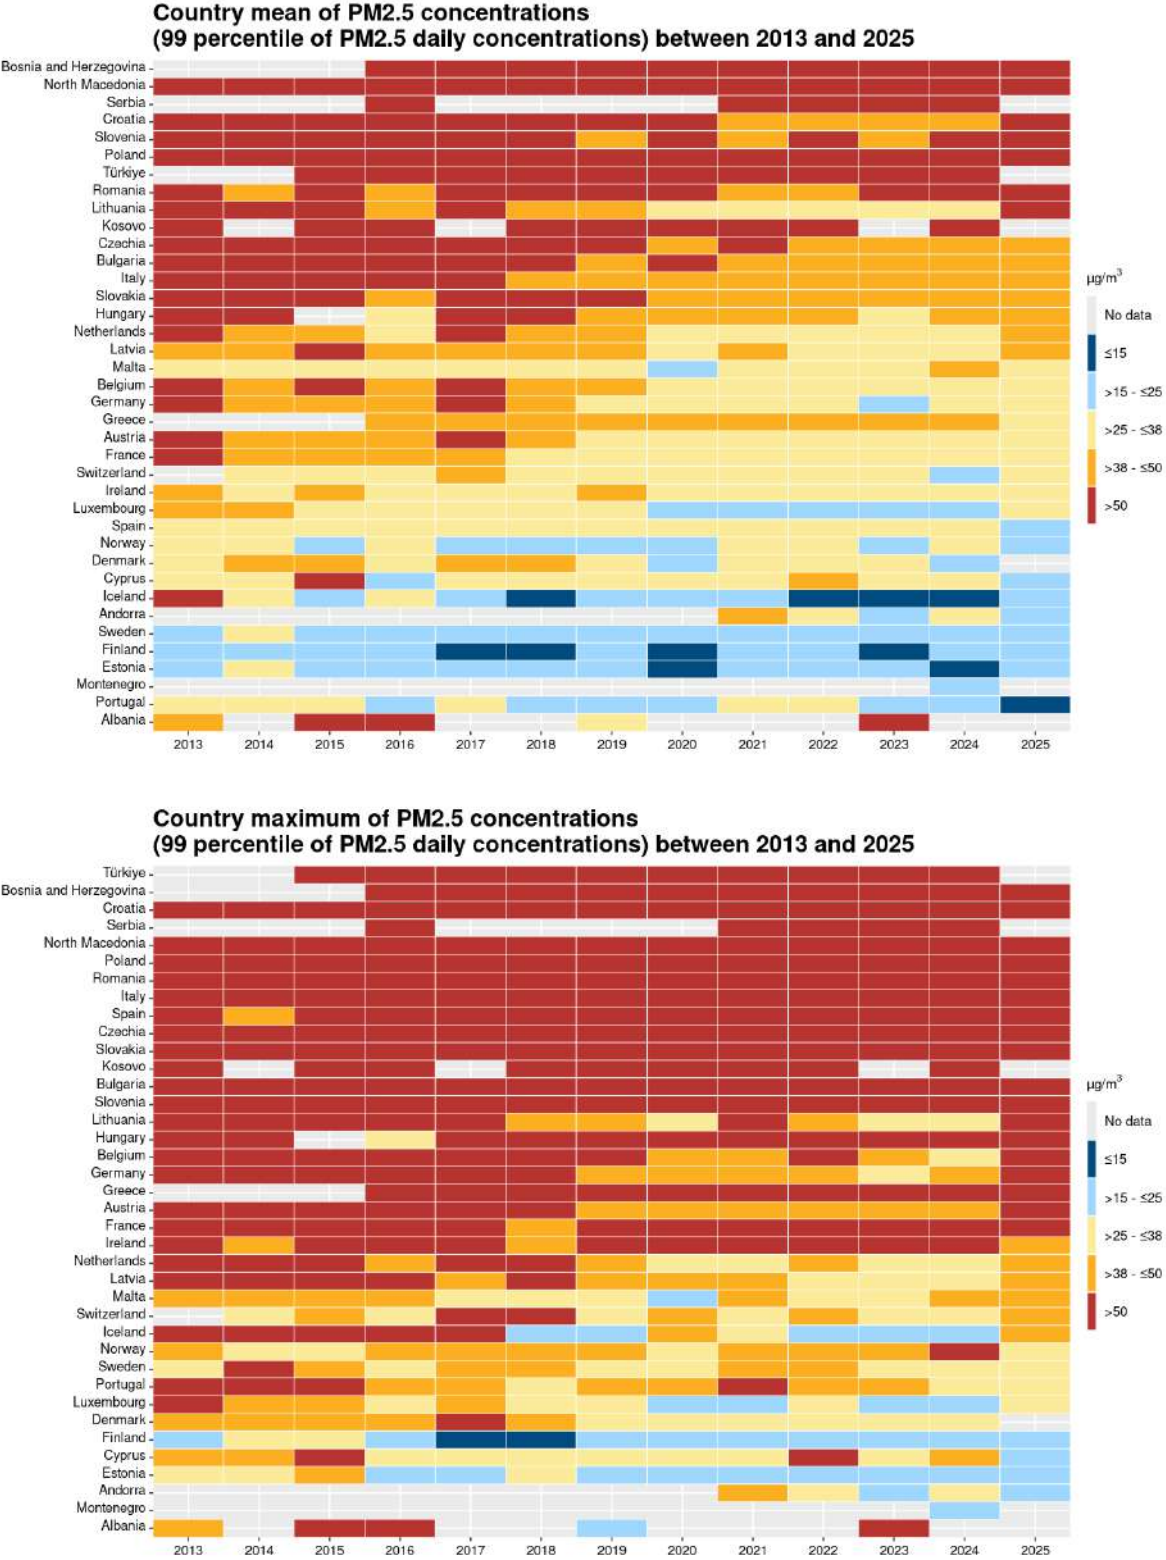 Country mean of PM2.5 concentrations
(99 percentile of PM2.5 daily concentrations) between 2013 and 2025
Bosnia and Herzegovina
North Macedonia
Serbia
Croatia
Slovenia
Poland
Türkiye
Romania
Lithuania
Kosovo
Czechia
Bulgaria
Italy
Slovakia
Hungary
Netherlands
Latvia
Malta
Belgium
Germany
Greece
Austria
France
Switzerland
Ireland
Luxembourg
Spain
Norway
Denmark
Cyprus
Iceland
Andorra
Sweden
Finland
Estonia
Montenegro
Portugal
Albania
2013 2014 2015 2016 2017 2018 2019 2020 2021 2022 2023 2024 2025
µg/m³
No data
≤15
>15 - ≤25
>25 - ≤38
>38 - ≤50
>50
Country maximum of PM2.5 concentrations
(99 percentile of PM2.5 daily concentrations) between 2013 and 2025
Türkiye
Bosnia and Herzegovina
Croatia
Serbia
North Macedonia
Poland
Romania
Italy
Spain
Czechia
Slovakia
Kosovo
Bulgaria
Slovenia
Lithuania
Hungary
Belgium
Germany
Greece
Austria
France
Ireland
Netherlands
Latvia
Malta
Switzerland
Iceland
Norway
Sweden
Portugal
Luxembourg
Denmark
Finland
Cyprus
Estonia
Andorra
Montenegro
Albania
2013 2014 2015 2016 2017 2018 2019 2020 2021 2022 2023 2024 2025
µg/m³
No data
≤15
>15 - ≤25
>25 - ≤38
>38 - ≤50
>50